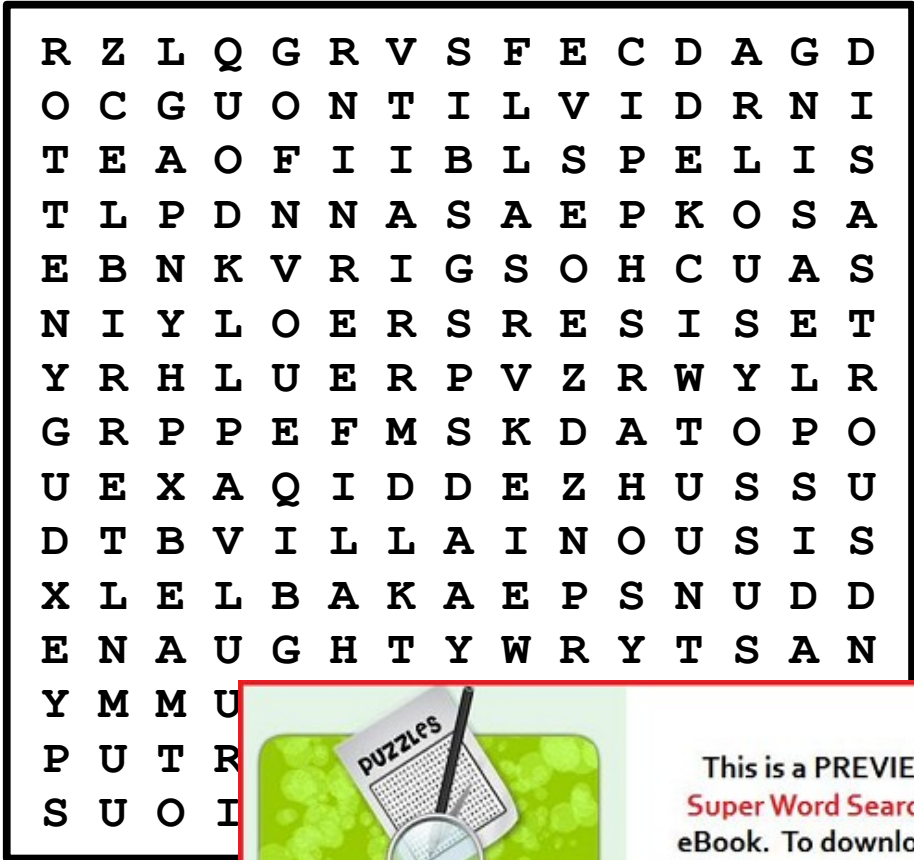 R Z L Q G R V S F E C D A G D
O C G U O N T I L V I D R N I
T E A O F I I B L S P E L I S
T L P D N N A S A E P K O S A
E B N K V R I G S O H C U A S
N I Y L O E R S R E S I S E T
Y R H L U E R P V Z R W Y L R
G R P P E F M S K D A T O P O
U E X A Q I D D E Z H U S S U
D T B V I L L A I N O U S I S
X L E L B A K A E P S N U D D
E N A U G H T Y W R Y T S A N
Y M M U
P U T R
S U O I
PUZZLES
This is a PREVIE
Super Word Searc
eBook. To downlo